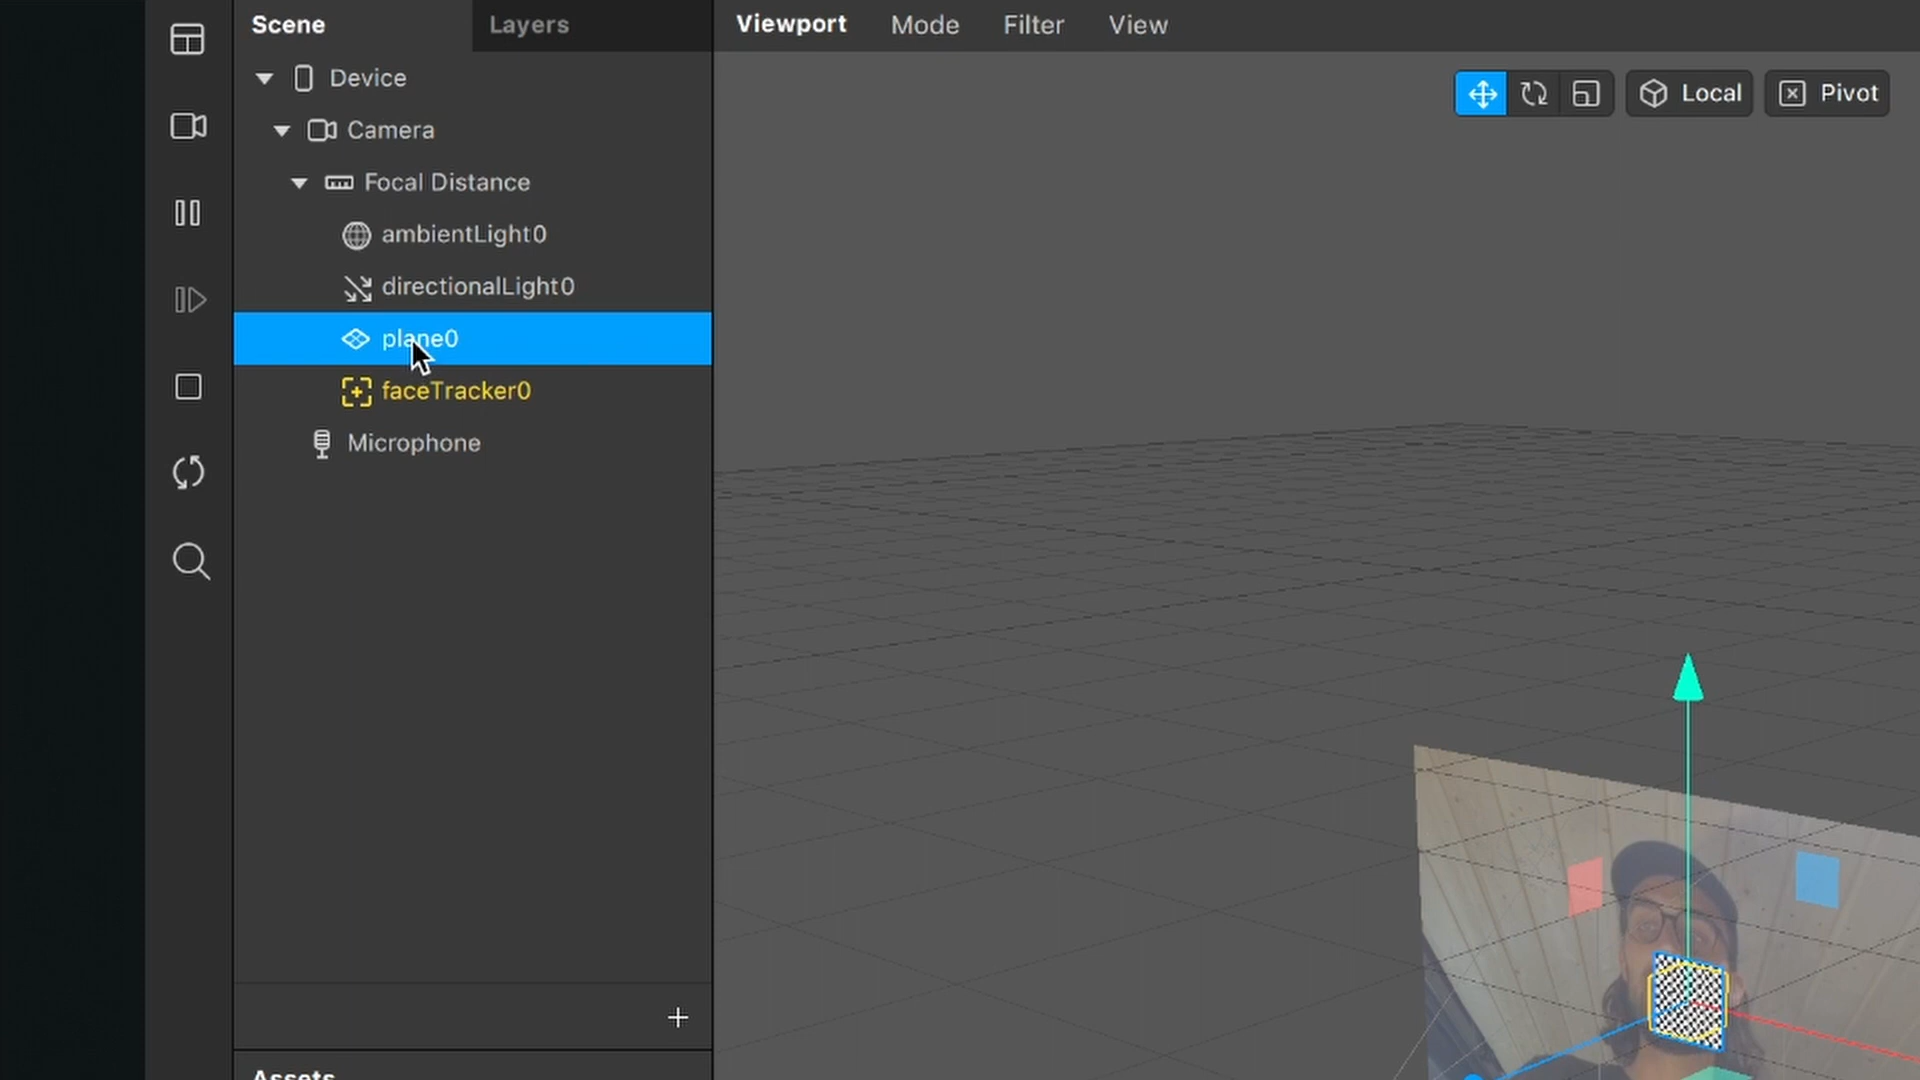 Scene
Layers
Viewport
Mode
Filter
View
Local
Pivot
Device
Camera
Focal Distance
ambientLight0
directionalLight0
plane0
faceTracker0
Microphone
+
Assets